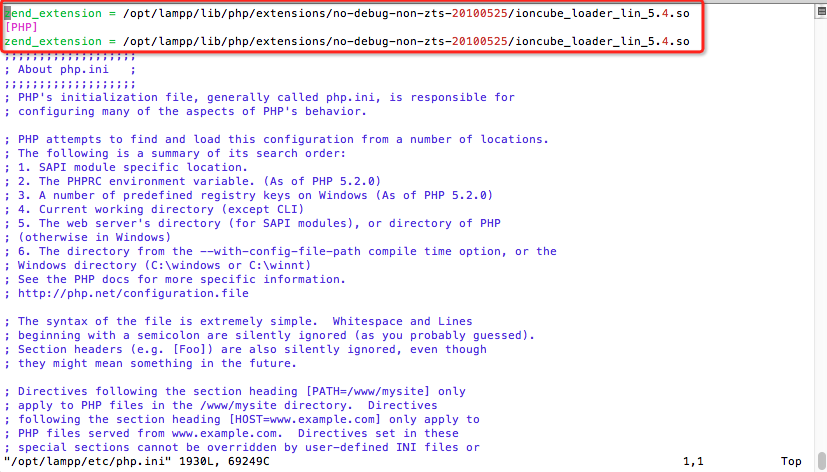 zend_extension = /opt/lampp/lib/php/extensions/no-debug-non-zts-20100525/ioncube_loader_lin_5.4.so
[PHP]
zend_extension = /opt/lampp/lib/php/extensions/no-debug-non-zts-20100525/ioncube_loader_lin_5.4.so
;;;;;;;;;;;;;;;;;;;
; About php.ini   ;
;;;;;;;;;;;;;;;;;;;
; PHP's initialization file, generally called php.ini, is responsible for
; configuring many of the aspects of PHP's behavior.

; PHP attempts to find and load this configuration from a number of locations.
; The following is a summary of its search order:
; 1. SAPI module specific location.
; 2. The PHPRC environment variable. (As of PHP 5.2.0)
; 3. A number of predefined registry keys on Windows (As of PHP 5.2.0)
; 4. Current working directory (except CLI)
; 5. The web server's directory (for SAPI modules), or directory of PHP
; (otherwise in Windows)
; 6. The directory from the --with-config-file-path compile time option, or the
; Windows directory (C:\windows or C:\winnt)
; See the PHP docs for more specific information.
; http://php.net/configuration.file

; The syntax of the file is extremely simple.  Whitespace and Lines
; beginning with a semicolon are silently ignored (as you probably guessed).
; Section headers (e.g. [Foo]) are also silently ignored, even though
; they might mean something in the future.

; Directives following the section heading [PATH=/www/mysite] only
; apply to PHP files in the /www/mysite directory.  Directives
; following the section heading [HOST=www.example.com] only apply to
; PHP files served from www.example.com.  Directives set in these
; special sections cannot be overridden by user-defined INI files or
"/opt/lampp/etc/php.ini" 1930L, 69249C 1,1 Top